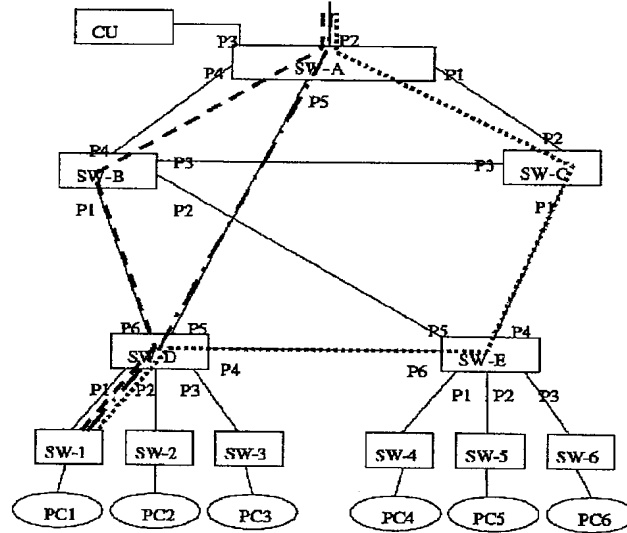 CU
P3
P2
SW-A
P4
P1
P5
P4
P2
P3
P3
SW-B
SW-C
P1
P2
P1
P6
P5
P5
P4
SW-D
SW-E
P4
P6
P1
P2
P3
P1
P2
P3
SW-1
SW-2
SW-3
SW-4
SW-5
SW-6
PC1
PC2
PC3
PC4
PC5
PC6